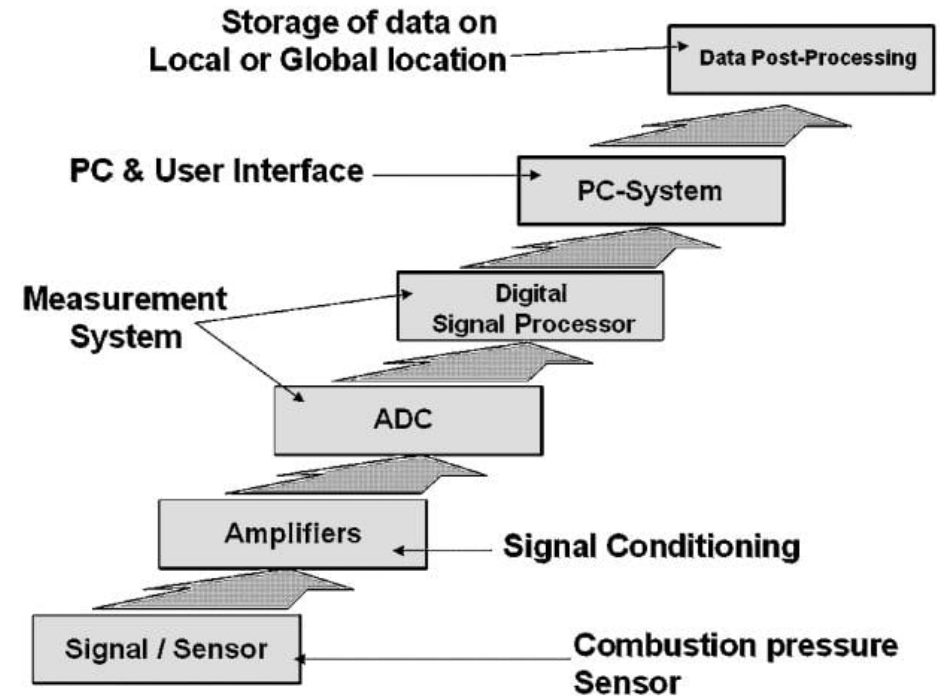 Storage of data on
Local or Global location
Data Post-Processing
PC & User Interface
PC-System
Measurement
System
Digital
Signal Processor
ADC
Amplifiers
Signal Conditioning
Signal / Sensor
Combustion pressure
Sensor